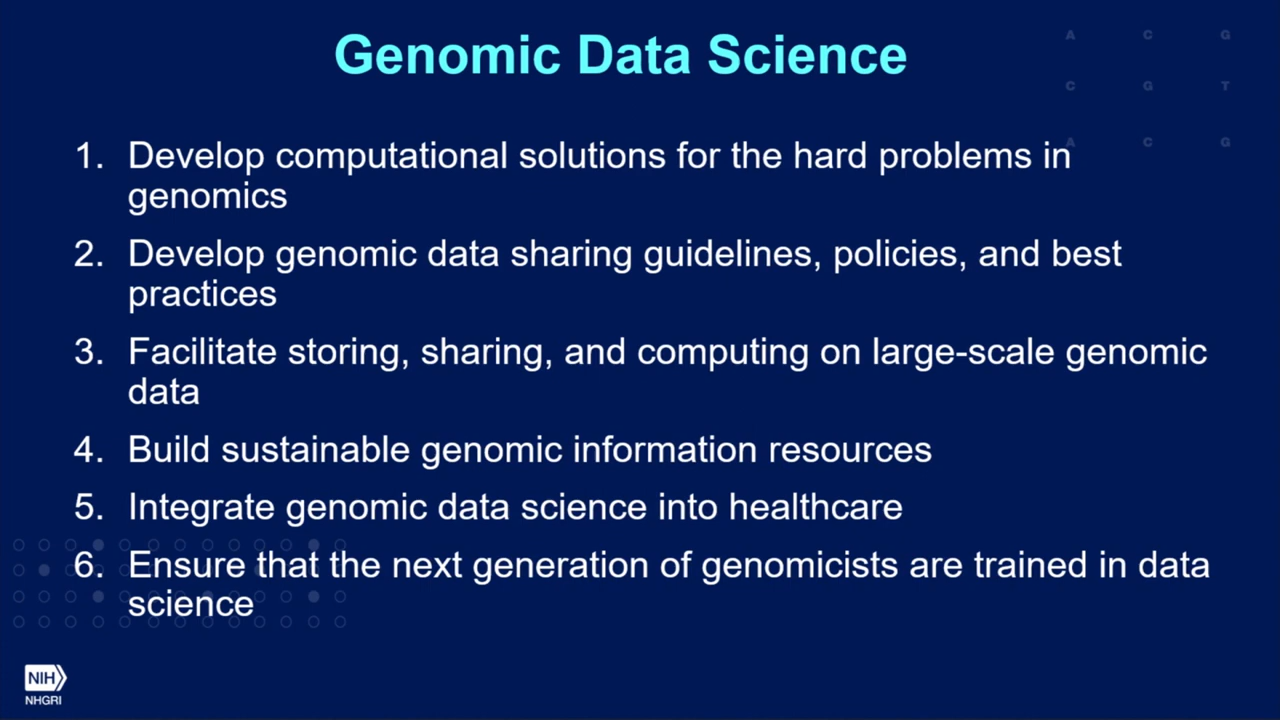 Genomic Data Science
A C G
C G T
A C G
1. Develop computational solutions for the hard problems in
genomics
2. Develop genomic data sharing guidelines, policies, and best
practices
3. Facilitate storing, sharing, and computing on large-scale genomic
data
4. Build sustainable genomic information resources
5. Integrate genomic data science into healthcare
6. Ensure that the next generation of genomicists are trained in data
science
NIH
NHGRI